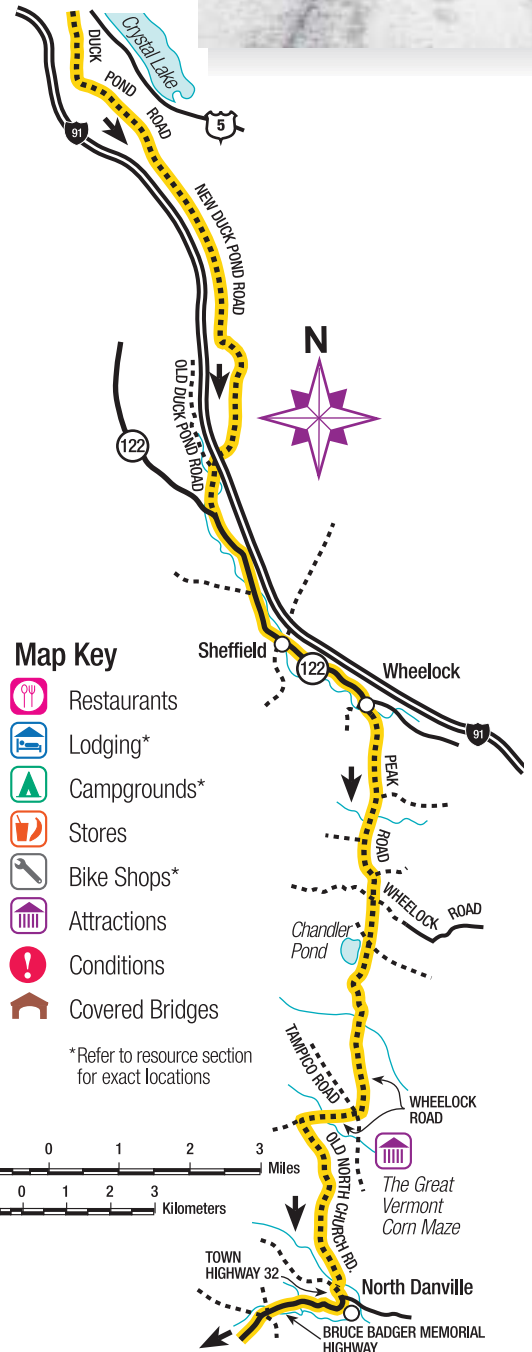 Crystal Lake
DUCK POND ROAD
5
91
NEW DUCK POND ROAD
N
OLD DUCK POND ROAD
122
Sheffield
122
Wheelock
91
Map Key
Restaurants
Lodging*
Campgrounds*
Stores
Bike Shops*
Attractions
Conditions
Covered Bridges
*Refer to resource section
for exact locations
PEAK ROAD
WHEELOCK ROAD
Chandler
Pond
TAMPICO ROAD
WHEELOCK
ROAD
0 1 2 3 Miles
0 1 2 3 Kilometers
The Great
Vermont
Corn Maze
OLD NORTH CHURCH RD.
TOWN
HIGHWAY 32
North Danville
BRUCE BADGER MEMORIAL
HIGHWAY